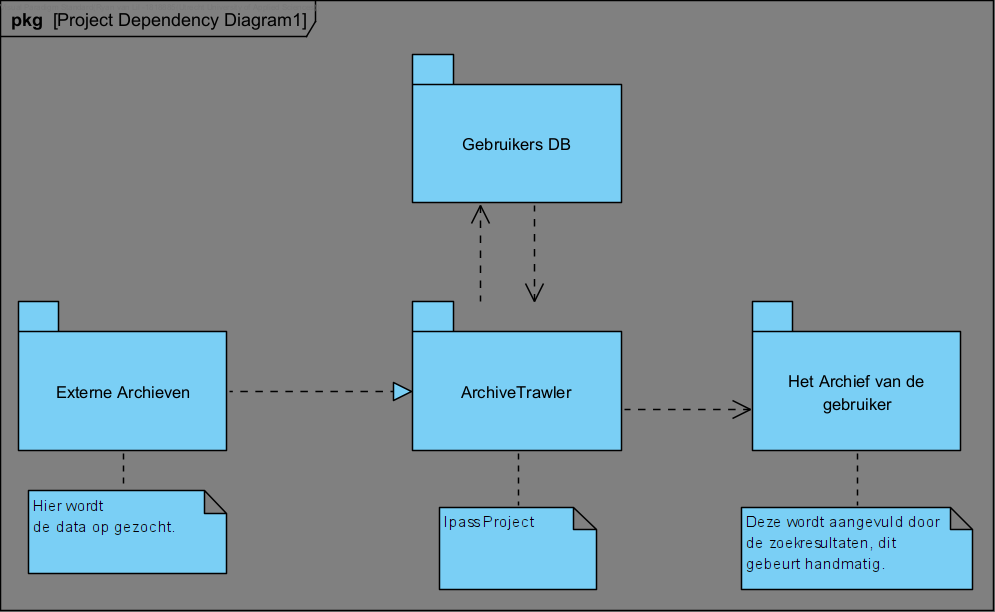 pkg [Project Dependency Diagram1]
Gebruikers DB
Externe Archieven
ArchiveTrawler
Het Archief van de
gebruiker
Hier wordt
de data op gezocht.
IpassProject
Deze wordt aangevuld door
de zoekresultaten, dit
gebeurt handmatig.